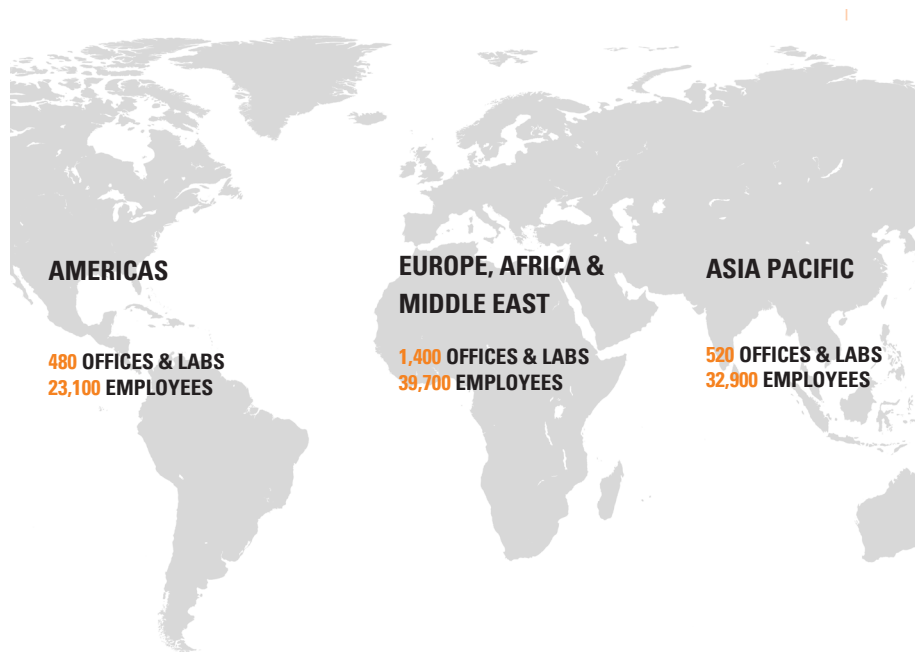 AMERICAS
480 OFFICES & LABS
23,100 EMPLOYEES
EUROPE, AFRICA &
MIDDLE EAST
1,400 OFFICES & LABS
39,700 EMPLOYEES
ASIA PACIFIC
520 OFFICES & LABS
32,900 EMPLOYEES